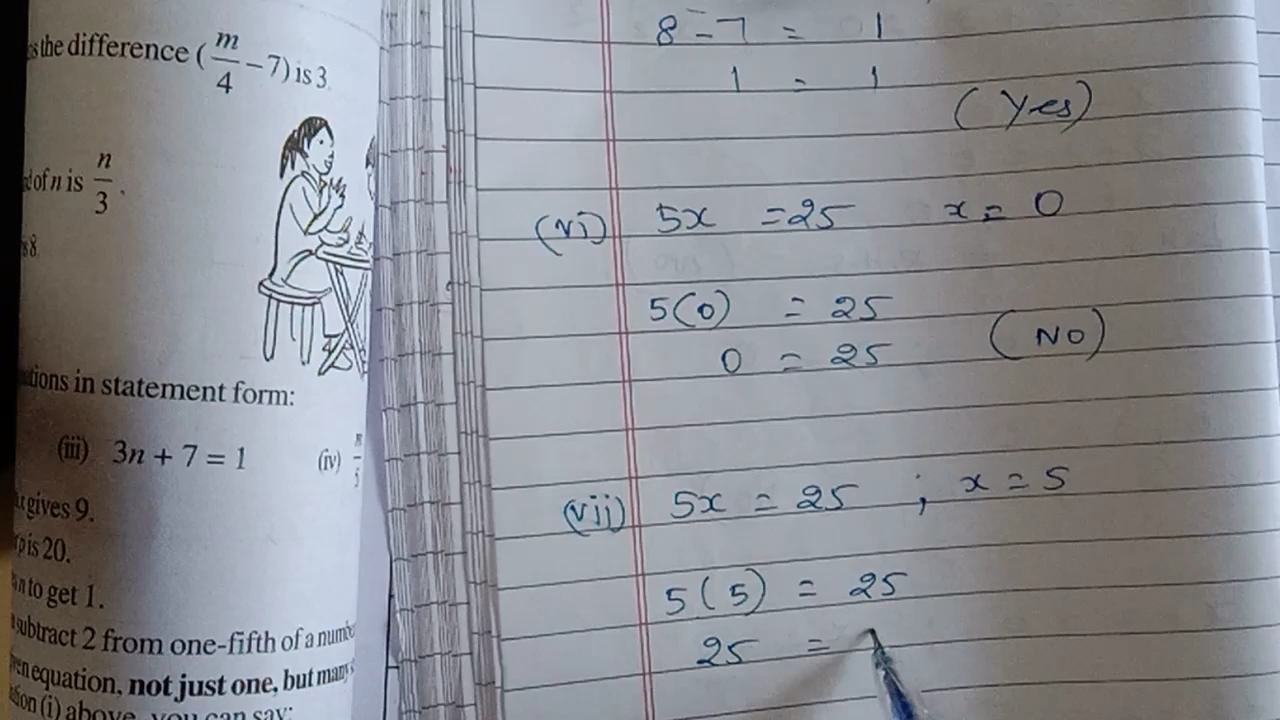 the difference (m/4 – 7) is 3.
of n is n/3.
8.
in statement form:
(iii) 3n + 7 = 1 (iv)
gives 9.
is 20.
to get 1.
subtract 2 from one-fifth of a
equation, not just one, but many
(i) above, you can say:
8 - 7 = 1
1 = 1
(Yes)
(vi) 5x = 25 x = 0
5(0) = 25
0 = 25 (NO)
(vii) 5x = 25 ; x = 5
5(5) = 25
25 =